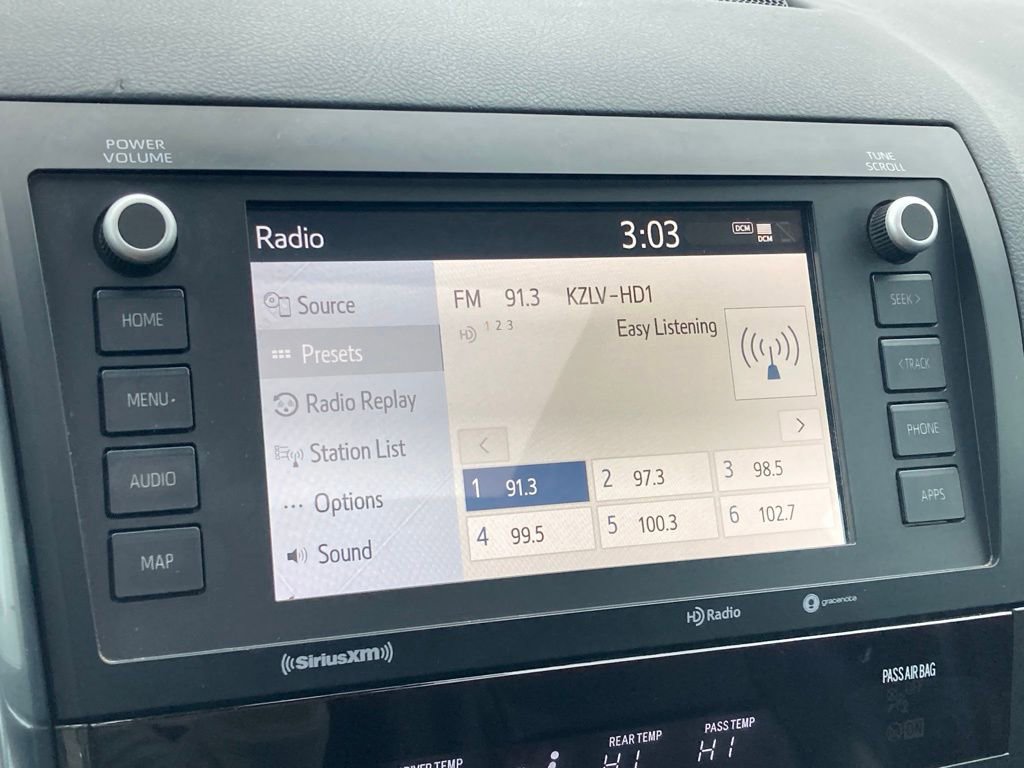 POWER
VOLUME
TUNE
SCROLL
Radio 3:03 DCM DCM
HOME
MENU
AUDIO
MAP
Source
Presets
Radio Replay
Station List
Options
Sound
FM 91.3 KZLV-HD1
HD 1 2 3
Easy Listening
< >
1 91.3 2 97.3 3 98.5
4 99.5 5 100.3 6 102.7
SEEK >
< TRACK
PHONE
APPS
SiriusXM
HD Radio
gracenote
PASS AIR BAG
REAR TEMP PASS TEMP
HI HI